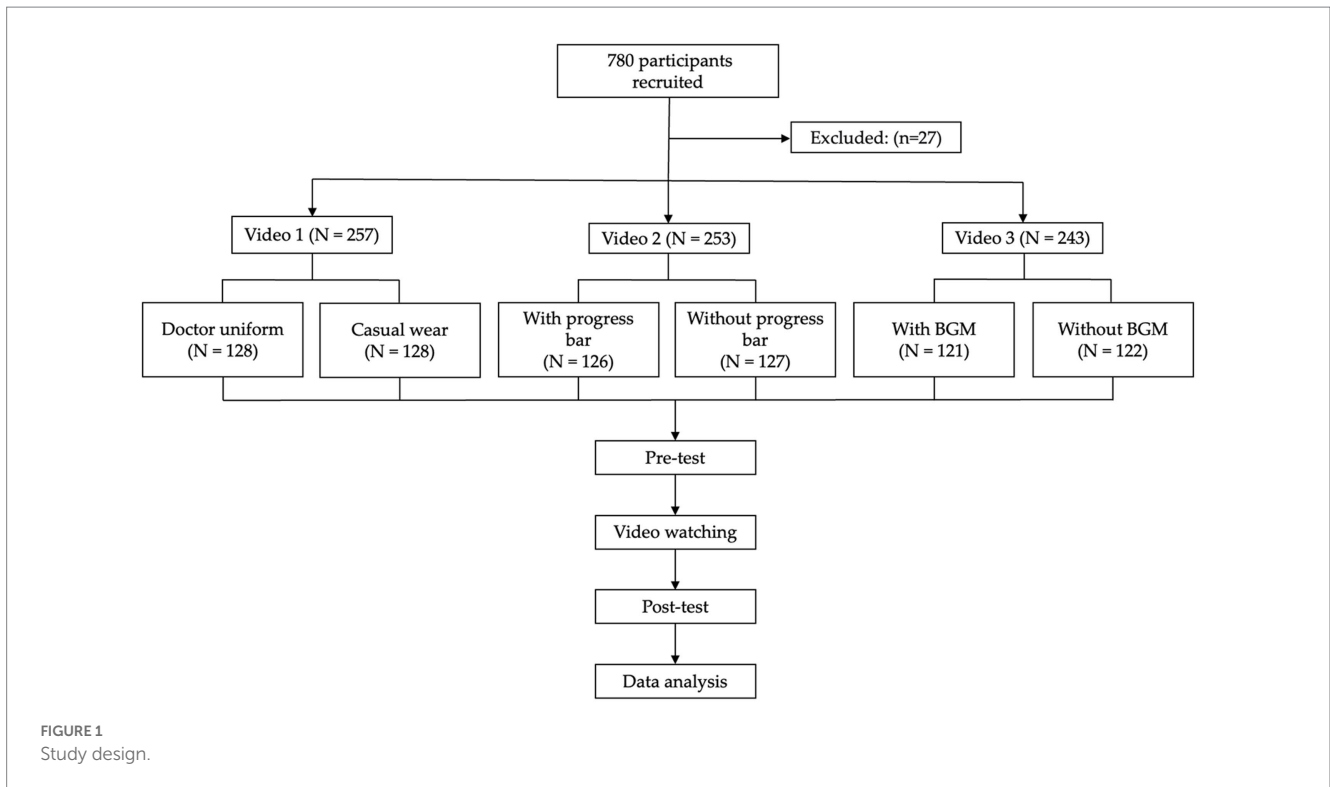 780 participants
recruited
Excluded: (n=27)
Video 1 (N = 257)
Video 2 (N = 253)
Video 3 (N = 243)
Doctor uniform
(N = 128)
Casual wear
(N = 128)
With progress
bar
(N = 126)
Without progress
bar
(N = 127)
With BGM
(N = 121)
Without BGM
(N = 122)
Pre-test
Video watching
Post-test
Data analysis
FIGURE 1
Study design.